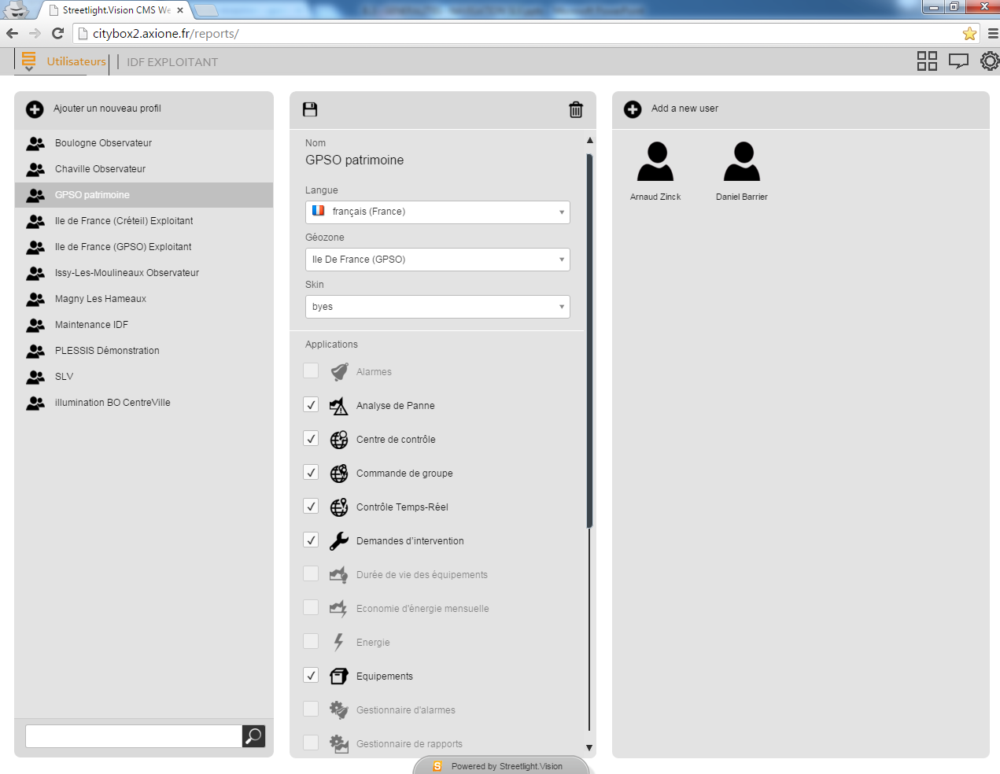 Streetlight.Vision CMS We
citybox2.axione.fr/reports/
Utilisateurs
IDF EXPLOITANT
Ajouter un nouveau profil
Boulogne Observateur
Chaville Observateur
GPSO patrimoine
Ile de France (Créteil) Exploitant
Ile de France (GPSO) Exploitant
Issy-Les-Moulineaux Observateur
Magny Les Hameaux
Maintenance IDF
PLESSIS Démonstration
SLV
illumination BO CentreVille
Nom
GPSO patrimoine
Langue
français (France)
Géozone
Ile De France (GPSO)
Skin
byes
Applications
Alarmes
Analyse de Panne
Centre de contrôle
Commande de groupe
Contrôle Temps-Réel
Demandes d'intervention
Durée de vie des équipements
Economie d'énergie mensuelle
Energie
Equipements
Gestionnaire d'alarmes
Gestionnaire de rapports
Add a new user
Arnaud Zinck
Daniel Barrier
S Powered by Streetlight.Vision